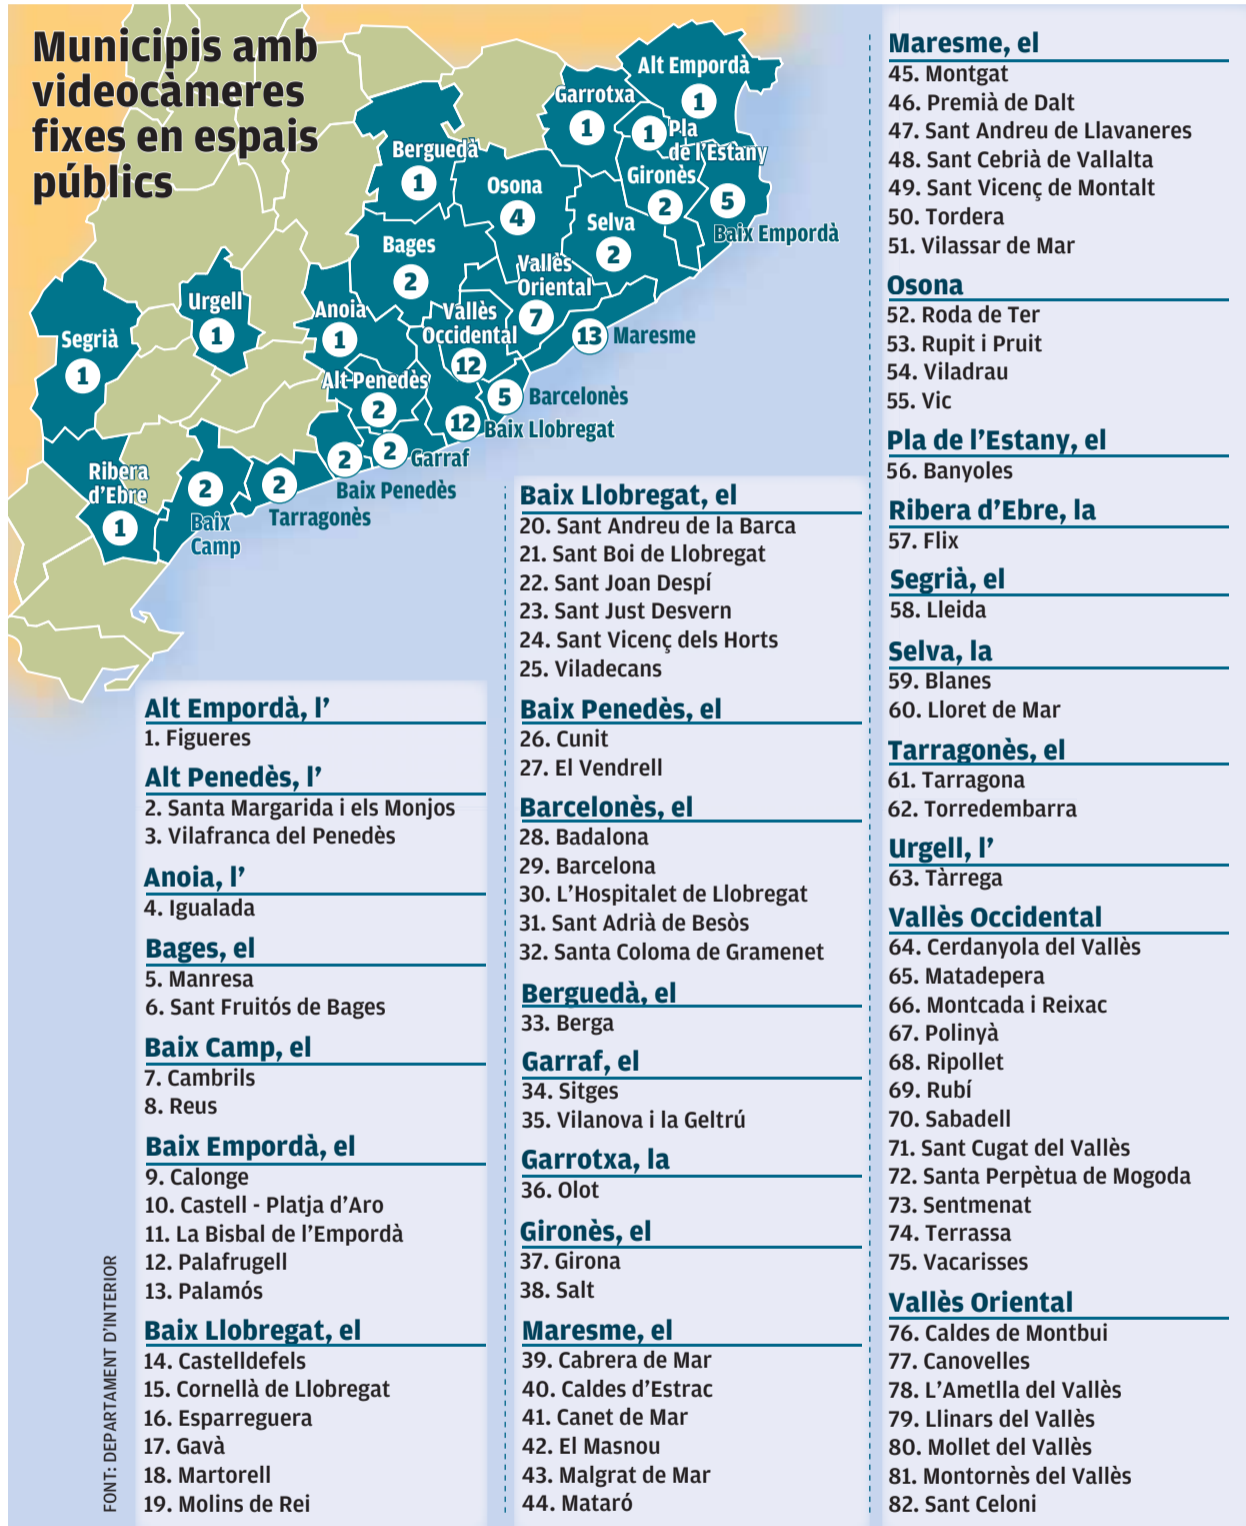 Municipis amb
videocàmeres
fixes en espais
públics
Alt Empordà
1
Garrotxa
1
1 Pla
de l'Estany
Berguedà
1
Osona
4
Gironès
2
5
Baix Empordà
Selva
2
Bages
2
Vallès
Oriental
7
Urgell
1
Anoia
1
Vallès
Occidental
12
13 Maresme
Segrià
1
Alt Penedès
2
5 Barcelonès
12 Baix Llobregat
2 Garraf
2
Baix Penedès
Ribera
d'Ebre
1
2
Baix
Camp
2
Tarragonès
Alt Empordà, l'
1. Figueres
Alt Penedès, l'
2. Santa Margarida i els Monjos
3. Vilafranca del Penedès
Anoia, l'
4. Igualada
Bages, el
5. Manresa
6. Sant Fruitós de Bages
Baix Camp, el
7. Cambrils
8. Reus
Baix Empordà, el
9. Calonge
10. Castell - Platja d'Aro
11. La Bisbal de l'Empordà
12. Palafrugell
13. Palamós
Baix Llobregat, el
14. Castelldefels
15. Cornellà de Llobregat
16. Esparreguera
17. Gavà
18. Martorell
19. Molins de Rei
Baix Llobregat, el
20. Sant Andreu de la Barca
21. Sant Boi de Llobregat
22. Sant Joan Despí
23. Sant Just Desvern
24. Sant Vicenç dels Horts
25. Viladecans
Baix Penedès, el
26. Cunit
27. El Vendrell
Barcelonès, el
28. Badalona
29. Barcelona
30. L'Hospitalet de Llobregat
31. Sant Adrià de Besòs
32. Santa Coloma de Gramenet
Berguedà, el
33. Berga
Garraf, el
34. Sitges
35. Vilanova i la Geltrú
Garrotxa, la
36. Olot
Gironès, el
37. Girona
38. Salt
Maresme, el
39. Cabrera de Mar
40. Caldes d'Estrac
41. Canet de Mar
42. El Masnou
43. Malgrat de Mar
44. Mataró
Maresme, el
45. Montgat
46. Premià de Dalt
47. Sant Andreu de Llavaneres
48. Sant Cebrià de Vallalta
49. Sant Vicenç de Montalt
50. Tordera
51. Vilassar de Mar
Osona
52. Roda de Ter
53. Rupit i Pruit
54. Viladrau
55. Vic
Pla de l'Estany, el
56. Banyoles
Ribera d'Ebre, la
57. Flix
Segrià, el
58. Lleida
Selva, la
59. Blanes
60. Lloret de Mar
Tarragonès, el
61. Tarragona
62. Torredembarra
Urgell, l'
63. Tàrrega
Vallès Occidental
64. Cerdanyola del Vallès
65. Matadepera
66. Montcada i Reixac
67. Polinyà
68. Ripollet
69. Rubí
70. Sabadell
71. Sant Cugat del Vallès
72. Santa Perpètua de Mogoda
73. Sentmenat
74. Terrassa
75. Vacarisses
Vallès Oriental
76. Caldes de Montbui
77. Canovelles
78. L'Ametlla del Vallès
79. Llinars del Vallès
80. Mollet del Vallès
81. Montornès del Vallès
82. Sant Celoni
FONT: DEPARTAMENT D'INTERIOR